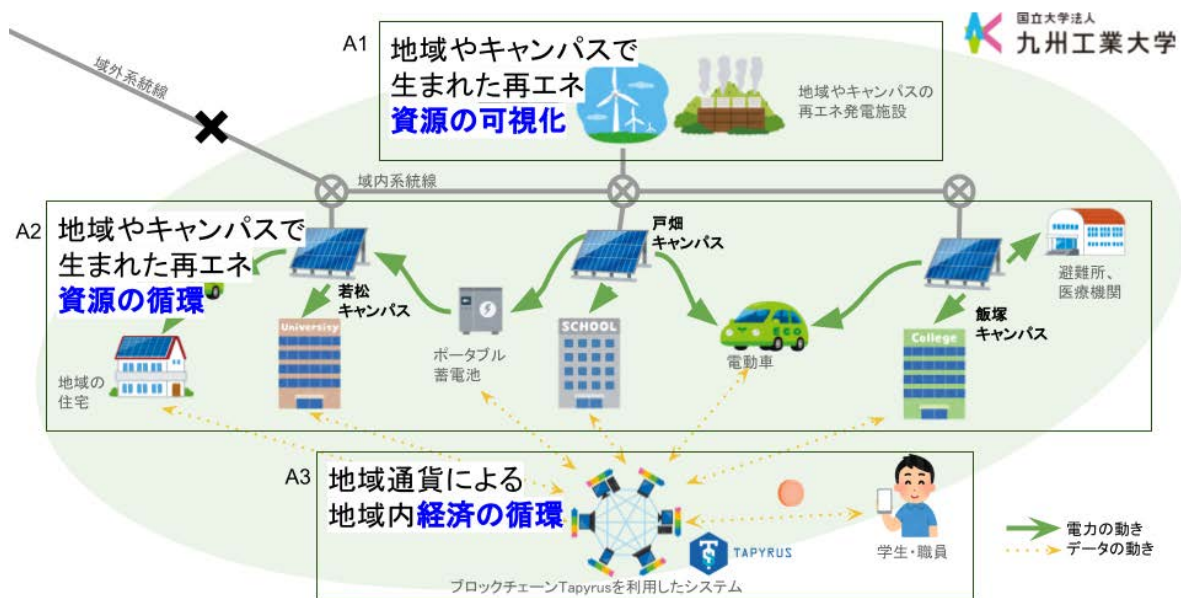 国立大学法人
九州工業大学
A1
地域やキャンパスで
生まれた再エネ
資源の可視化
地域やキャンパスの
再エネ発電施設
域外系統線
域内系統線
A2
地域やキャンパスで
生まれた再エネ
資源の循環
戸畑
キャンパス
避難所、
医療機関
若松
キャンパス
飯塚
キャンパス
University
SCHOOL
College
ECO
ポータブル
蓄電池
電動車
地域の
住宅
A3
地域通貨による
地域内経済の循環
TAPYRUS
学生・職員
ブロックチェーンTapyrusを利用したシステム
電力の動き
データの動き